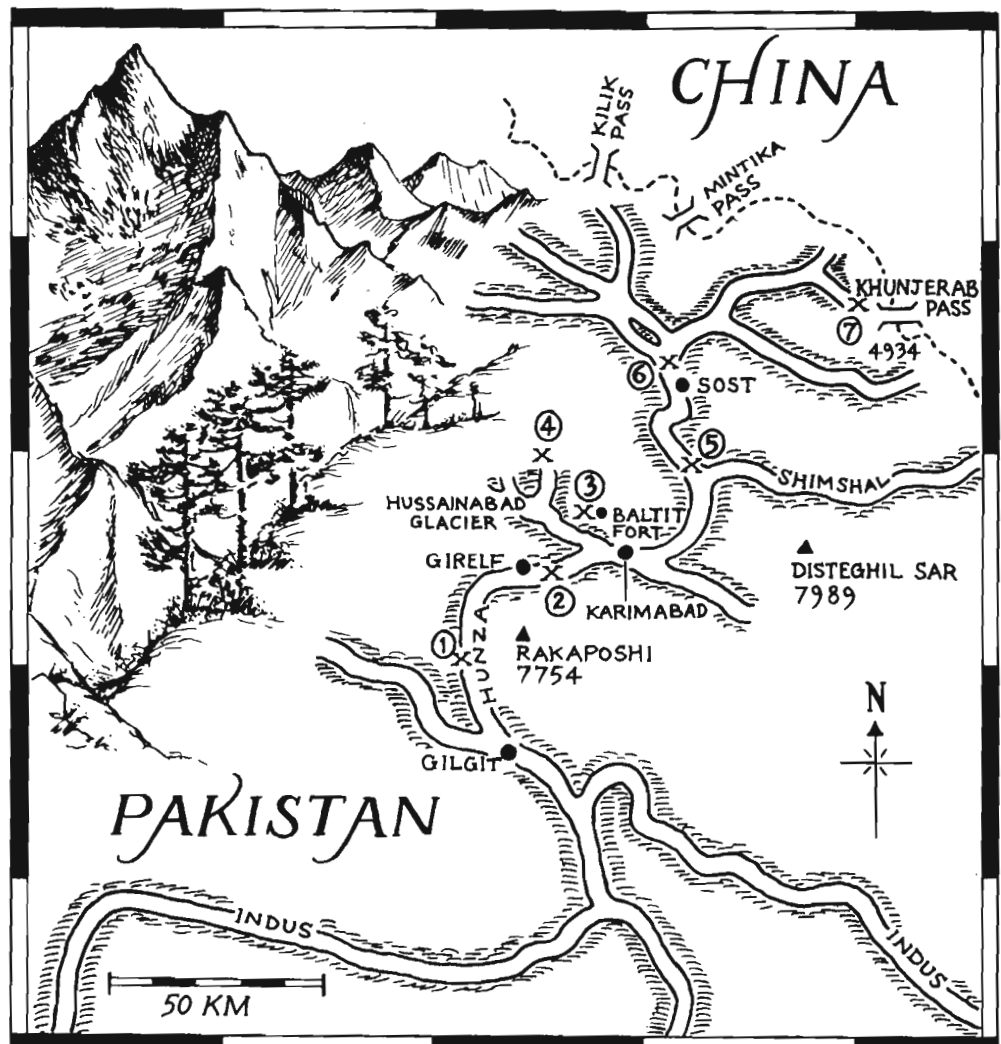 CHINA
KILIK
PASS
MINTIKA
PASS
KHUNJERAB
PASS
7
4934
6
SOST
4
5
SHIMSHAL
3
HUSSAINABAD
GLACIER
BALTIT
FORT
GIRELF
DISTEGHIL SAR
7989
2
KARIMABAD
1
HUNZA
RAKAPOSHI
7754
N
GILGIT
PAKISTAN
INDUS
INDUS
50 KM